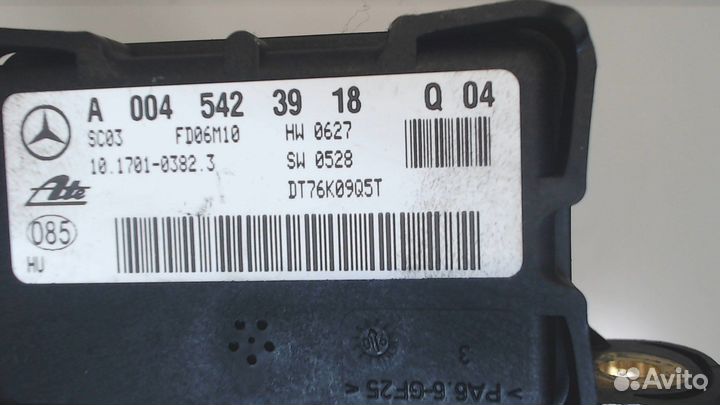 A 004 542 39 18 Q 04
SC03 FD06M10 HW 0627
10.1701-0382.3 SW 0528
Ate DT76K09Q5T
085
HU
3
>PA6.6-GF25<
Avito